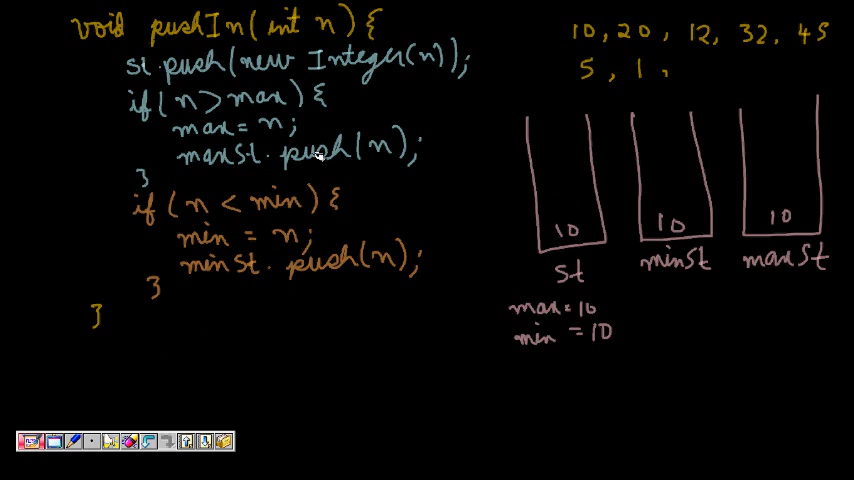 void pushIn(int n) {
st.push(new Integer(n));
if(n>max) {
max=n;
maxSt.push(n);
}
if (n < min) {
min = n;
minSt.push(n);
}
}
10, 20, 12, 32, 45
5, 1,
10 10 10
st minSt maxSt
max=10
min =10